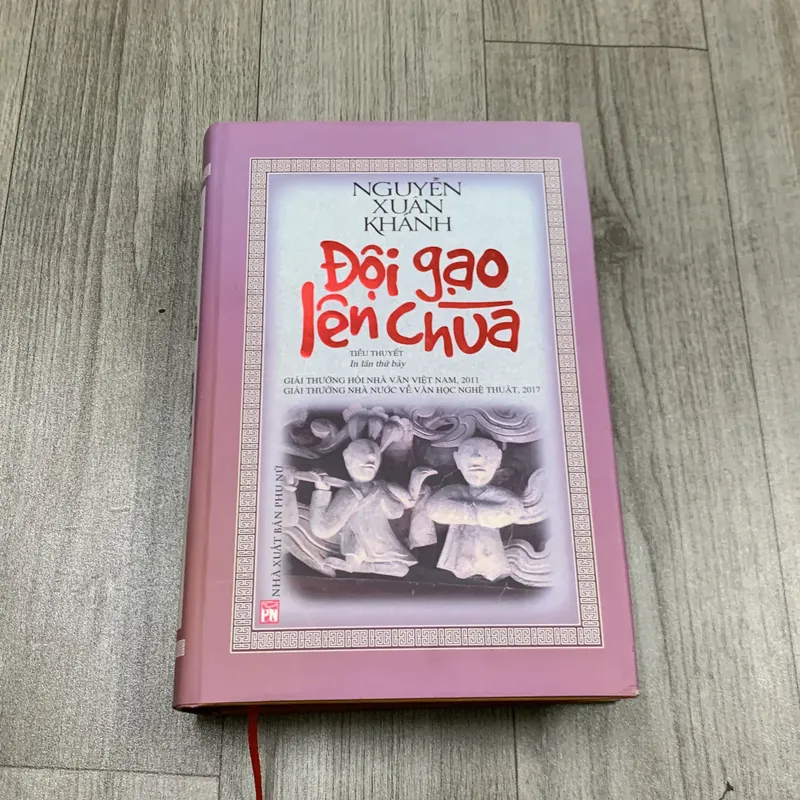 NGUYỄN
XUÂN
KHÁNH
Đội gạo
lên Chùa
TIỂU THUYẾT
In lần thứ bảy
GIẢI THƯỞNG HỘI NHÀ VĂN VIỆT NAM, 2011
GIẢI THƯỞNG NHÀ NƯỚC VỀ VĂN HỌC NGHỆ THUẬT, 2017
NHÀ XUẤT BẢN PHỤ NỮ
PN